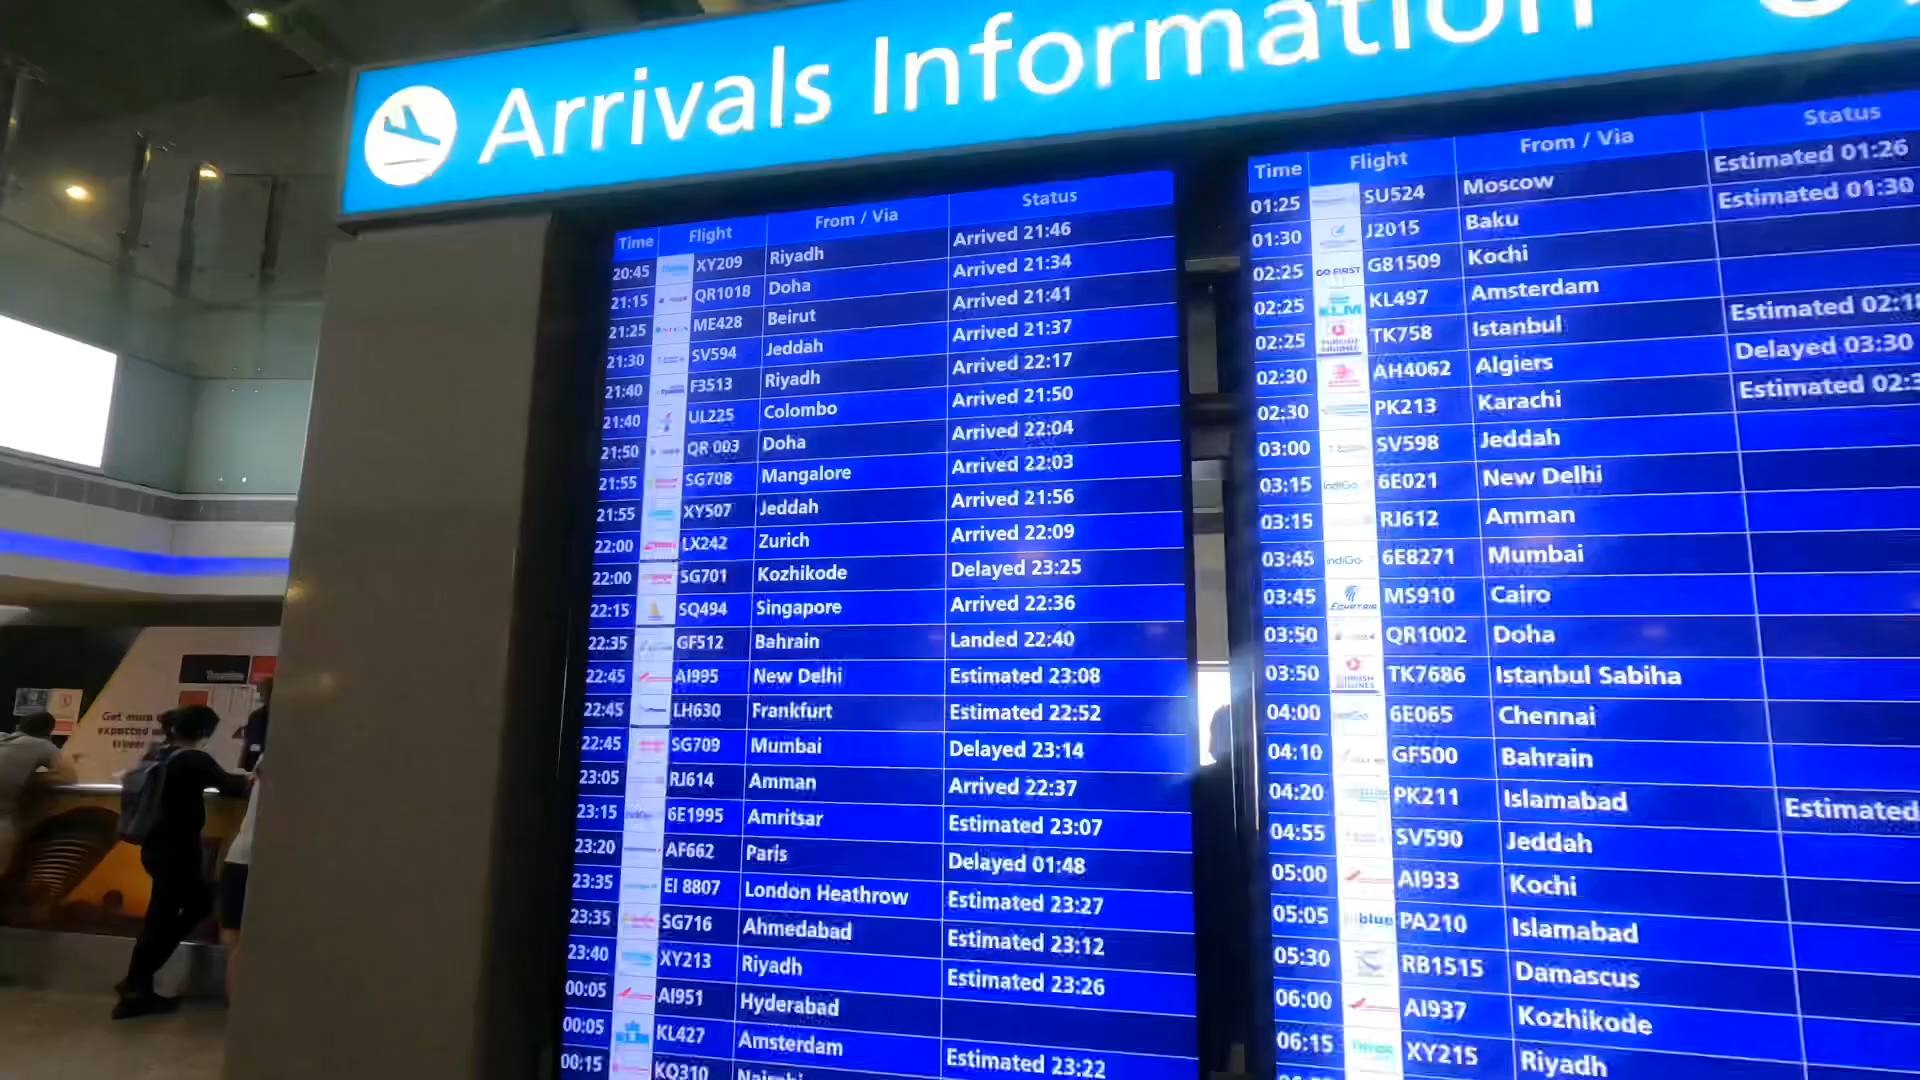 Arrivals Information
Time Flight From / Via Status
20:45 XY209 Riyadh Arrived 21:46
21:15 QR1018 Doha Arrived 21:34
21:25 ME428 Beirut Arrived 21:41
21:30 SV594 Jeddah Arrived 21:37
21:40 F3513 Riyadh Arrived 22:17
21:40 UL225 Colombo Arrived 21:50
21:50 QR 003 Doha Arrived 22:04
21:55 SG708 Mangalore Arrived 22:03
21:55 XY507 Jeddah Arrived 21:56
22:00 LX242 Zurich Arrived 22:09
22:00 SG701 Kozhikode Delayed 23:25
22:15 SQ494 Singapore Arrived 22:36
22:35 GF512 Bahrain Landed 22:40
22:45 AI995 New Delhi Estimated 23:08
22:45 LH630 Frankfurt Estimated 22:52
22:45 SG709 Mumbai Delayed 23:14
23:05 RJ614 Amman Arrived 22:37
23:15 6E1995 Amritsar Estimated 23:07
23:20 AF662 Paris Delayed 01:48
23:35 EI 8807 London Heathrow Estimated 23:27
23:35 SG716 Ahmedabad Estimated 23:12
23:40 XY213 Riyadh Estimated 23:26
00:05 AI951 Hyderabad
00:05 KLM KL427 Amsterdam Estimated 23:22
00:15 KQ310
Time Flight From / Via Status
01:25 SU524 Moscow Estimated 01:26
01:30 J2015 Baku Estimated 01:30
02:25 GO FIRST G81509 Kochi
02:25 KLM KL497 Amsterdam
02:25 TK758 Istanbul Estimated
02:30 AH4062 Algiers Delayed 03:30
02:30 PK213 Karachi Estimated
03:00 SV598 Jeddah
03:15 IndiGo 6E021 New Delhi
03:15 RJ612 Amman
03:45 IndiGo 6E8271 Mumbai
03:45 EGYPTAIR MS910 Cairo
03:50 QR1002 Doha
03:50 TK7686 Istanbul Sabiha
04:00 6E065 Chennai
04:10 GF500 Bahrain
04:20 PK211 Islamabad Estimated
04:55 SV590 Jeddah
05:00 AI933 Kochi
05:05 blue PA210 Islamabad
05:30 RB1515 Damascus
06:00 AI937 Kozhikode
06:15 XY215 Riyadh